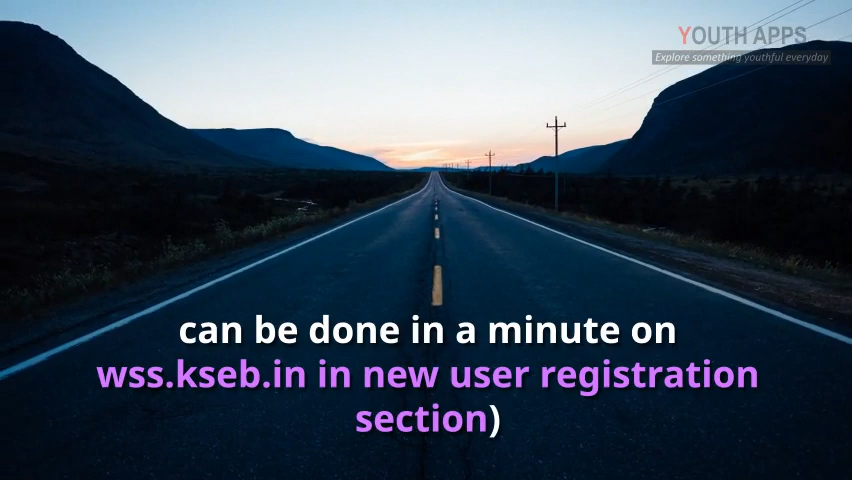 YOUTH APPS
Explore something youthful everyday
can be done in a minute on
wss.kseb.in in new user registration
section)